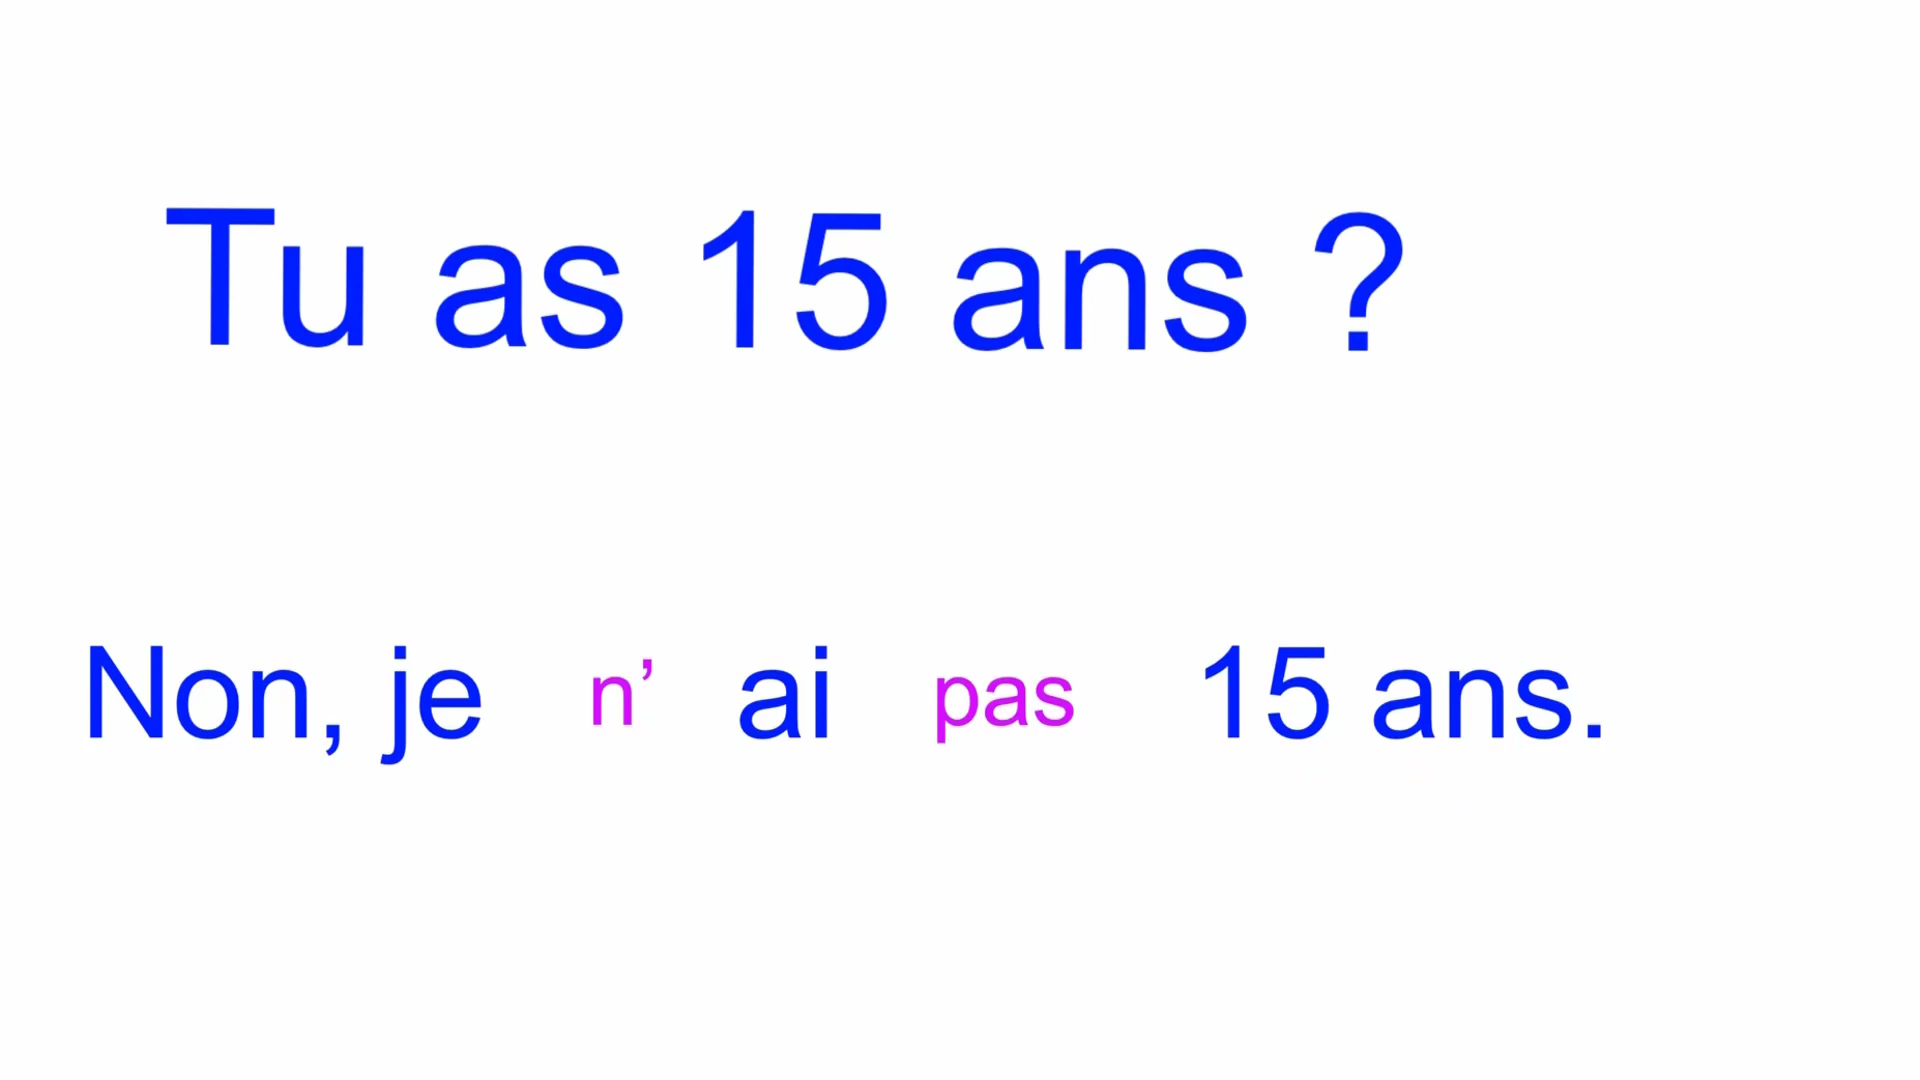 Tu as 15 ans ?
Non, je n’ ai pas 15 ans.